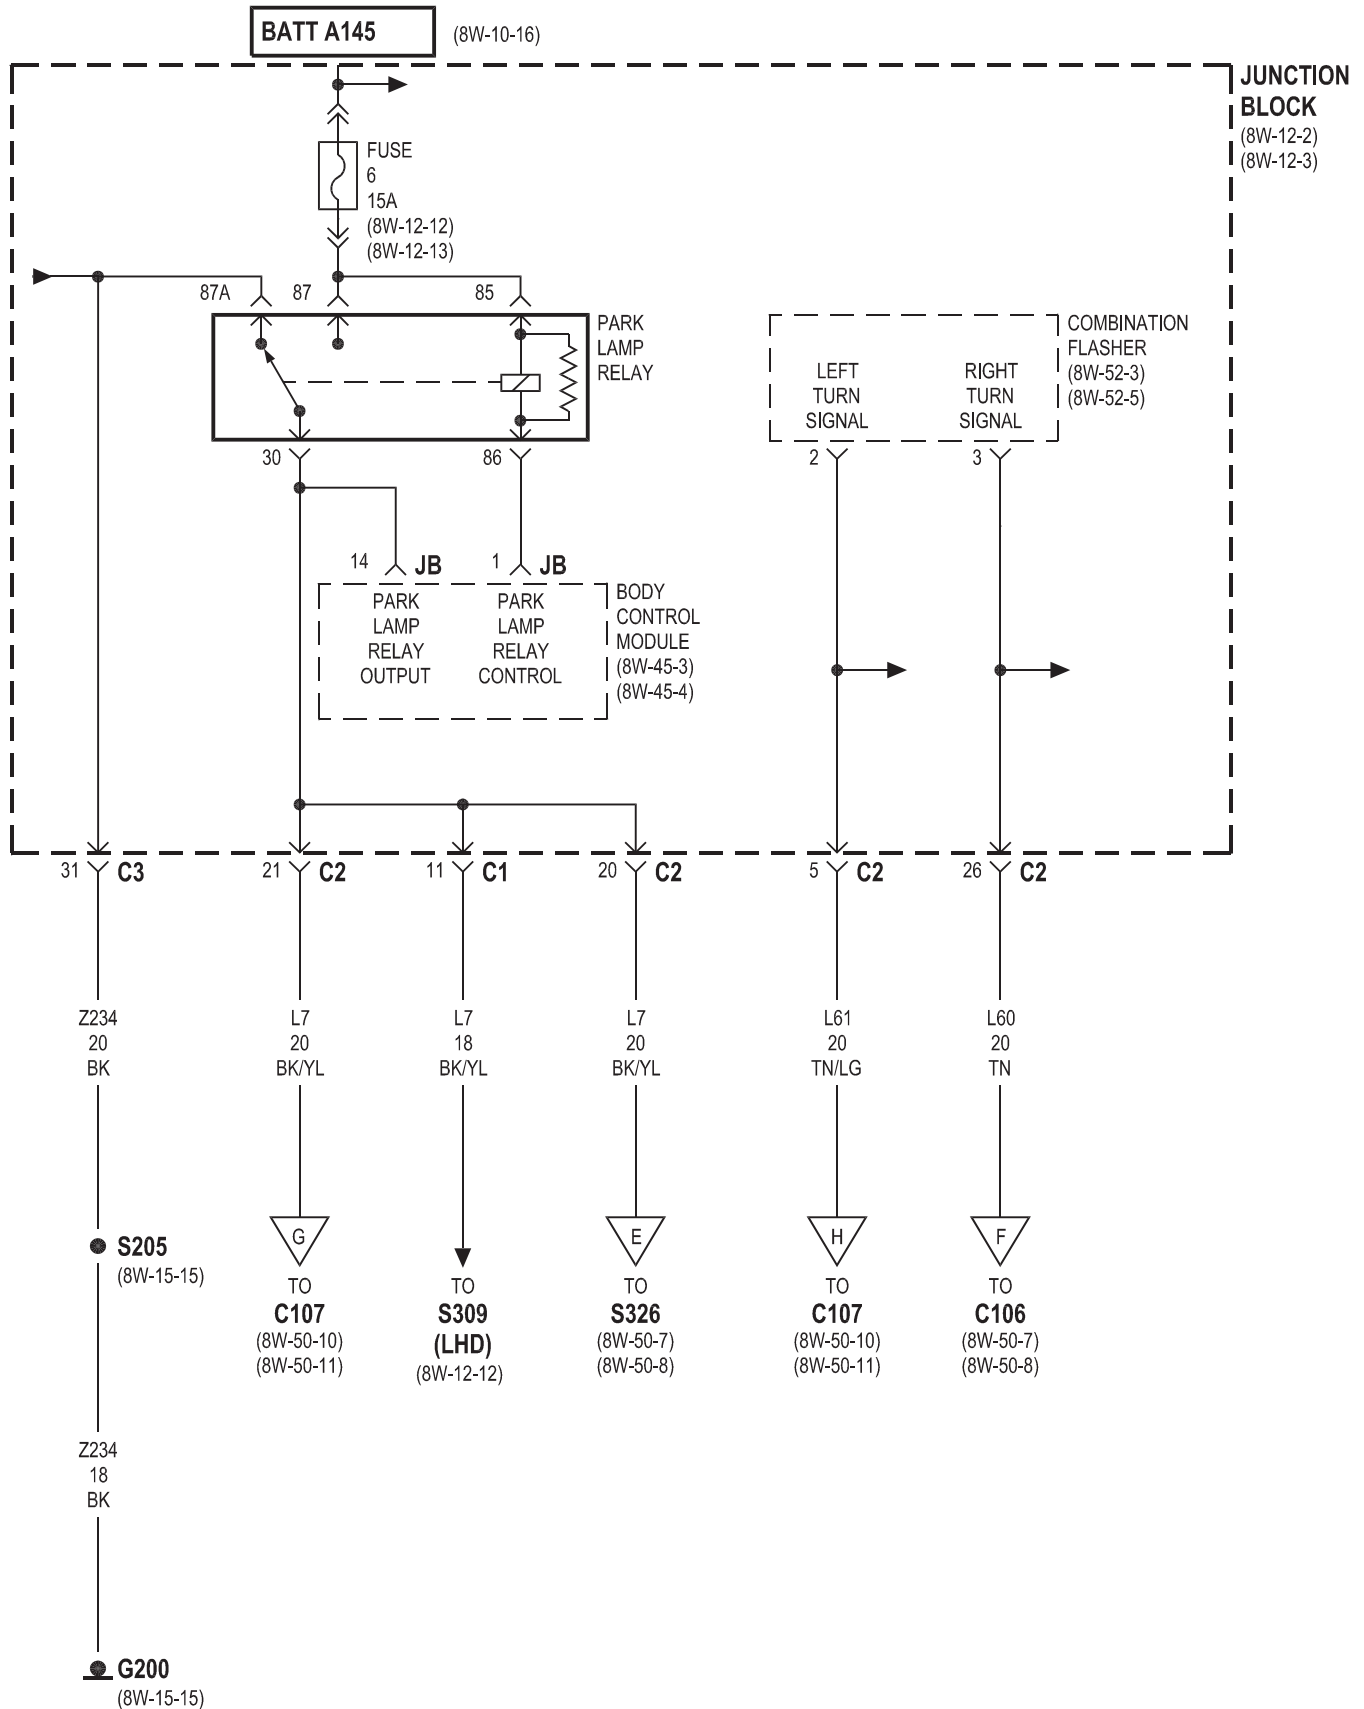 BATT A145
(8W-10-16)
JUNCTION
BLOCK
(8W-12-2)
(8W-12-3)
FUSE
6
15A
(8W-12-12)
(8W-12-13)
87A
87
85
PARK
LAMP
RELAY
COMBINATION
FLASHER
(8W-52-3)
(8W-52-5)
LEFT
TURN
SIGNAL
RIGHT
TURN
SIGNAL
30
86
2
3
14
JB
1
JB
PARK
LAMP
RELAY
OUTPUT
PARK
LAMP
RELAY
CONTROL
BODY
CONTROL
MODULE
(8W-45-3)
(8W-45-4)
31
C3
21
C2
11
C1
20
C2
5
C2
26
C2
Z234
20
BK
L7
20
BK/YL
L7
18
BK/YL
L7
20
BK/YL
L61
20
TN/LG
L60
20
TN
S205
(8W-15-15)
G
TO
C107
(8W-50-10)
(8W-50-11)
TO
S309
(LHD)
(8W-12-12)
E
TO
S326
(8W-50-7)
(8W-50-8)
H
TO
C107
(8W-50-10)
(8W-50-11)
F
TO
C106
(8W-50-7)
(8W-50-8)
Z234
18
BK
G200
(8W-15-15)